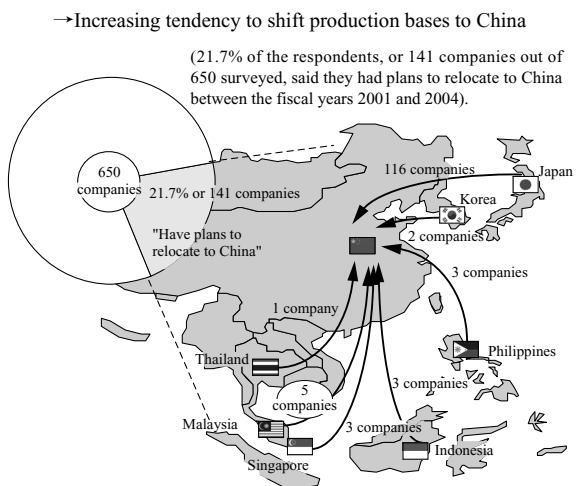 →Increasing tendency to shift production bases to China
(21.7% of the respondents, or 141 companies out of
650 surveyed, said they had plans to relocate to China
between the fiscal years 2001 and 2004).
650
companies
21.7% or 141 companies
"Have plans to
relocate to China"
116 companies
Japan
Korea
2 companies
3 companies
1 company
Thailand
Philippines
5
companies
3 companies
Malaysia
3 companies
Singapore
Indonesia